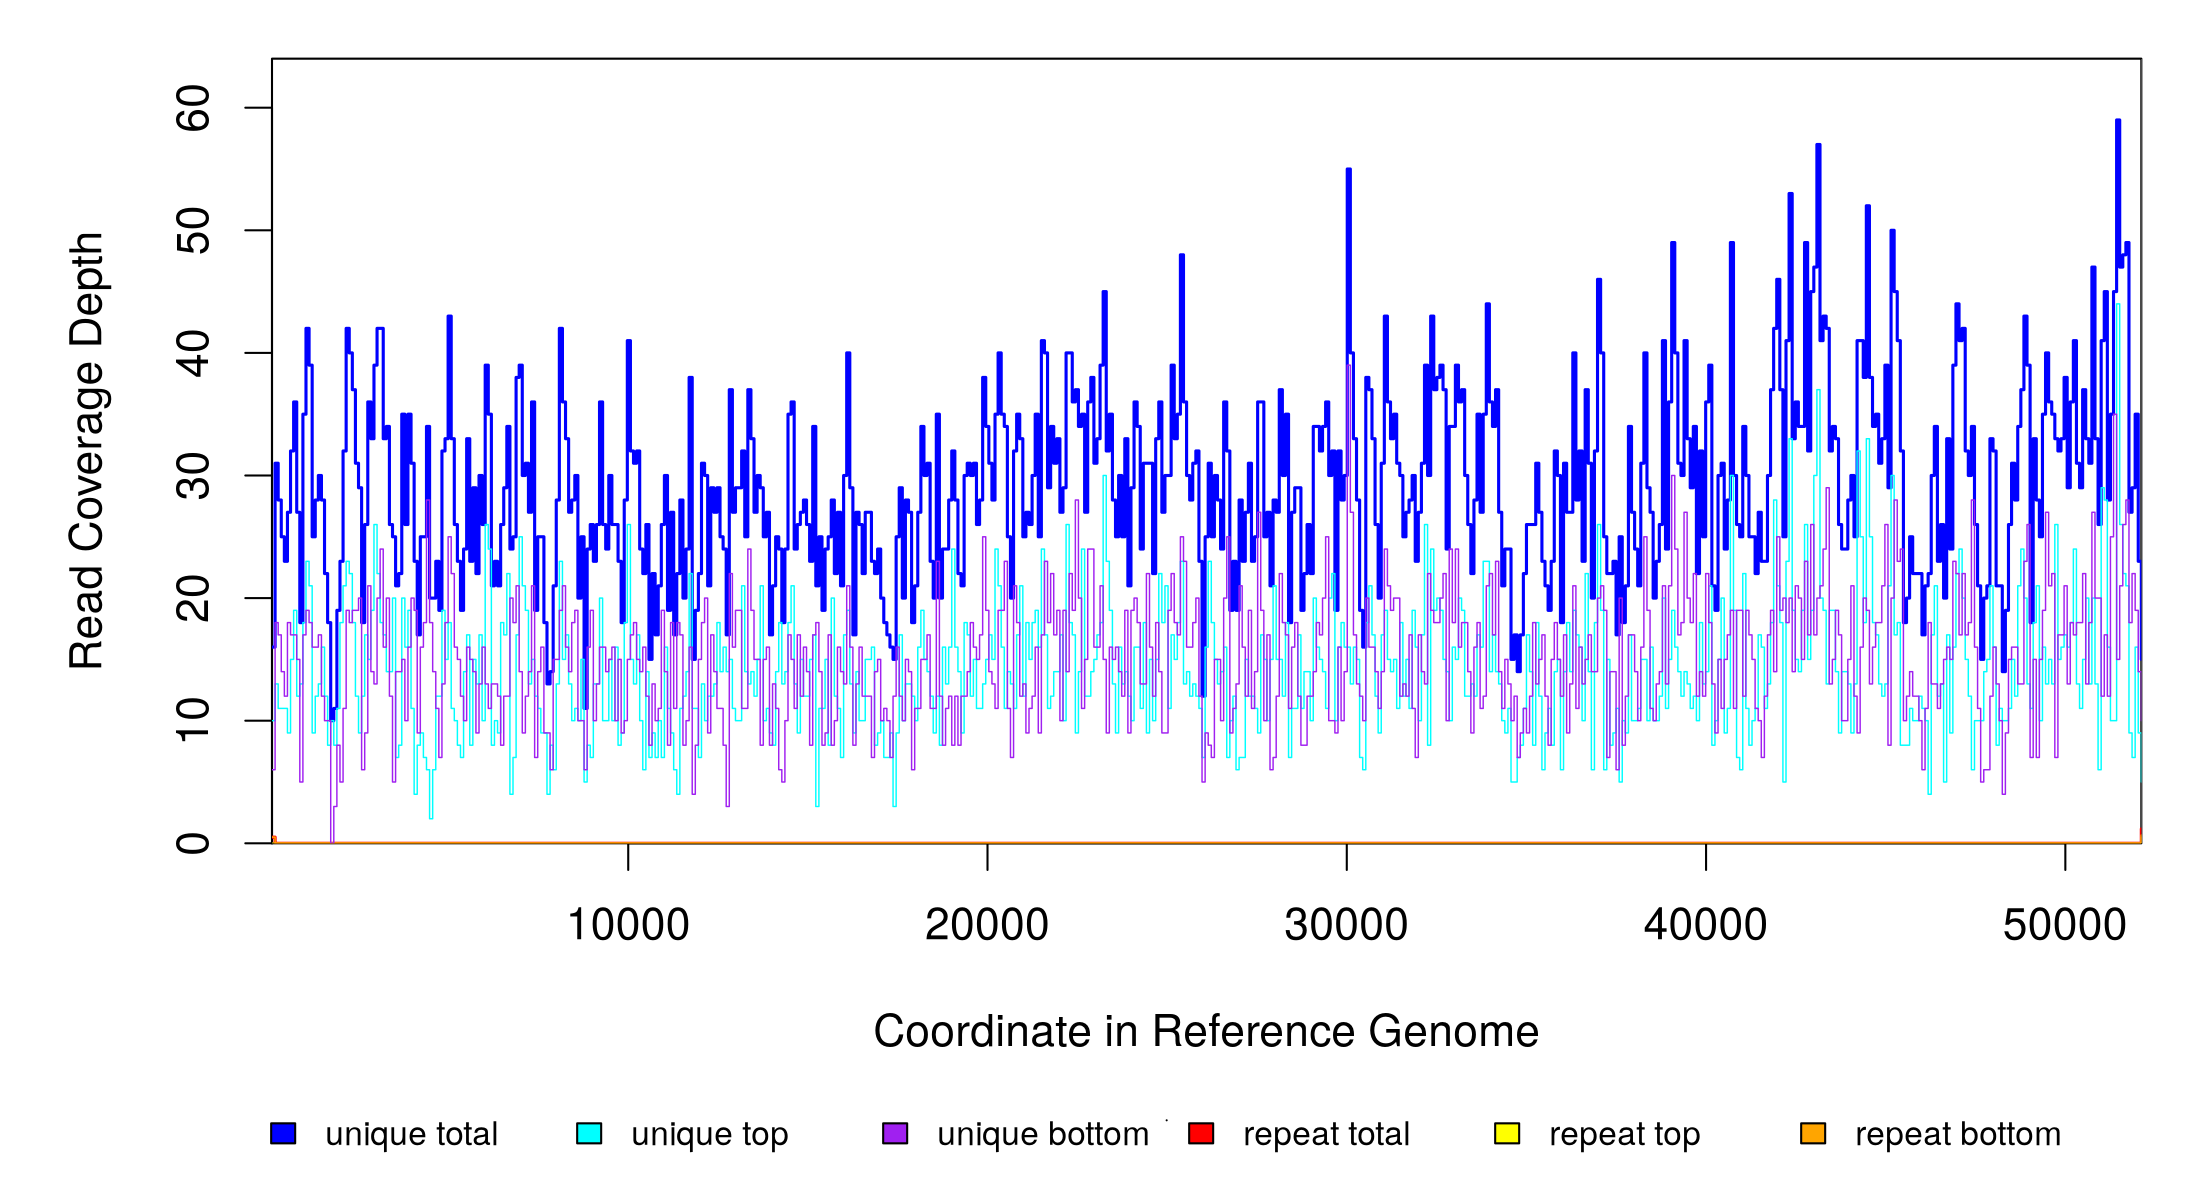 Read Coverage Depth
60
50
40
30
20
10
0
10000 20000 30000 40000 50000
Coordinate in Reference Genome
unique total unique top unique bottom repeat total repeat top repeat bottom